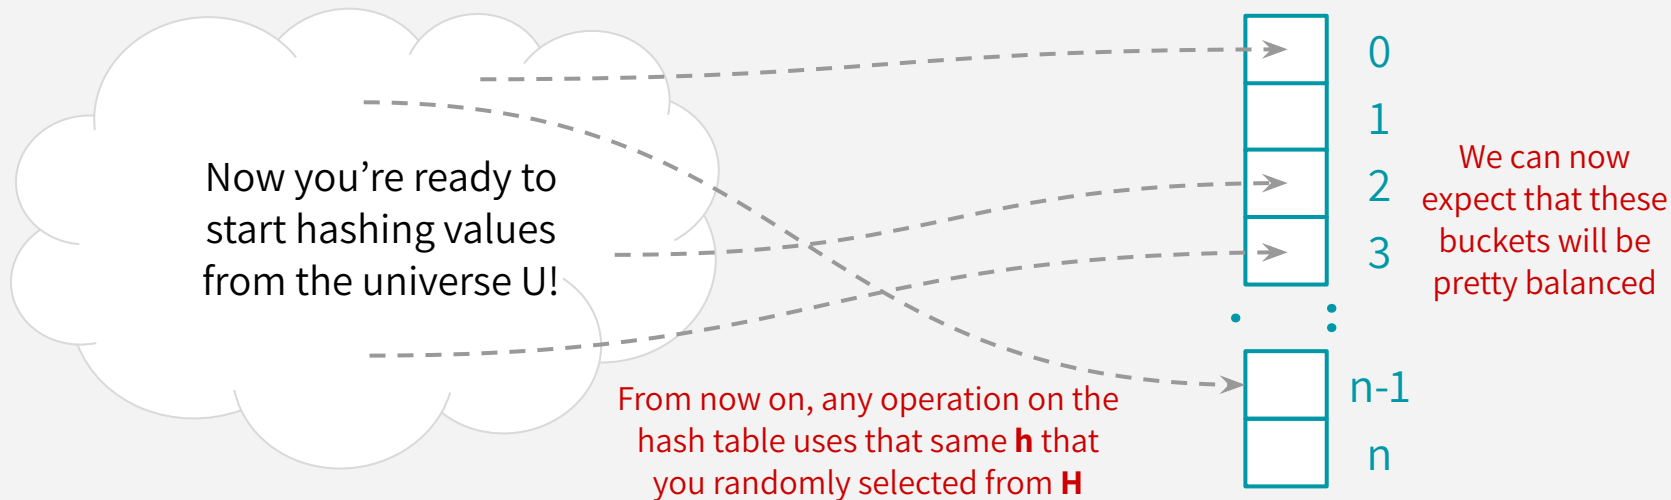 Now you’re ready to
start hashing values
from the universe U!
0
1
2
3
n-1
n
We can now
expect that these
buckets will be
pretty balanced
From now on, any operation on the
hash table uses that same h that
you randomly selected from H